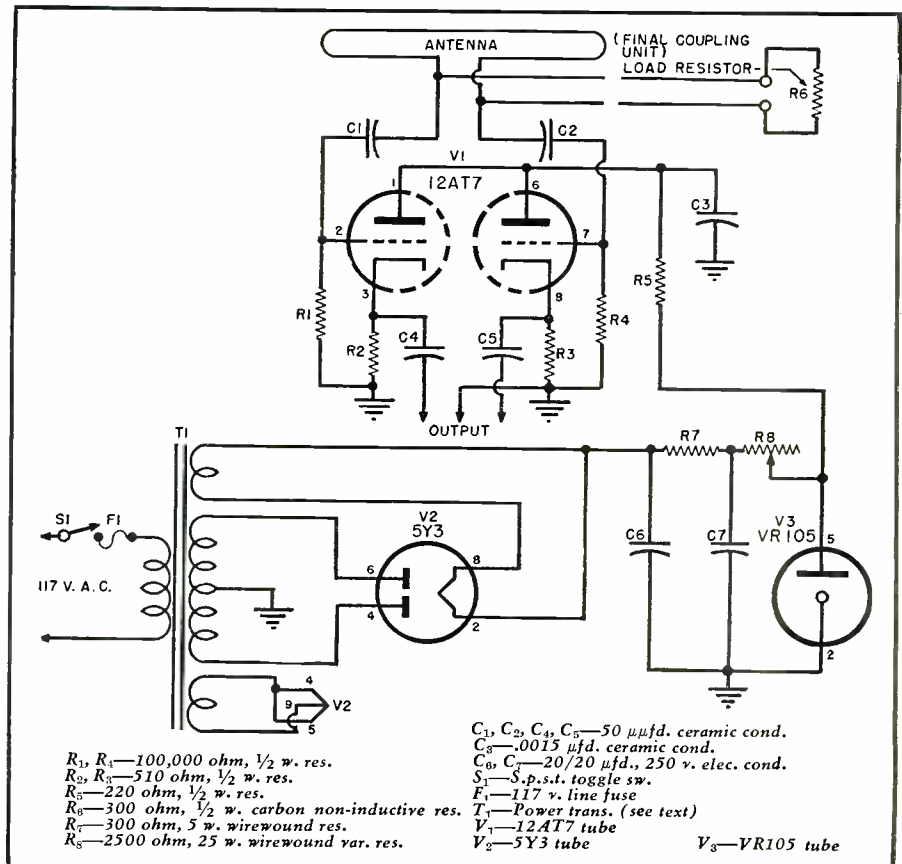 ANTENNA
(FINAL COUPLING
UNIT)
LOAD RESISTOR-
R6
C1
C2
V1
12AT7
1
6
2
7
3
8
C3
R1
R2
C4
C5
R3
R4
R5
OUTPUT
T1
S1
F1
117 V. A.C.
V2
5Y3
6
8
4
2
R7
R8
C6
C7
V3
VR105
5
2
4
9
5
V2
R₁, R₄—100,000 ohm, ½ w. res.
R₂, R₃—510 ohm, ½ w. res.
R₅—220 ohm, ½ w. res.
R₆—300 ohm, ½ w. carbon non-inductive res.
R₇—300 ohm, 5 w. wirewound res.
R₈—2500 ohm, 25 w. wirewound var. res.
C₁, C₂, C₄, C₅—50 μμfd. ceramic cond.
C₃—.0015 μfd. ceramic cond.
C₆, C₇—20/20 μfd., 250 v. elec. cond.
S₁—S.p.s.t. toggle sw.
F₁—117 v. line fuse
T₁—Power trans. (see text)
V₁—12AT7 tube
V₂—5Y3 tube V₃—VR105 tube